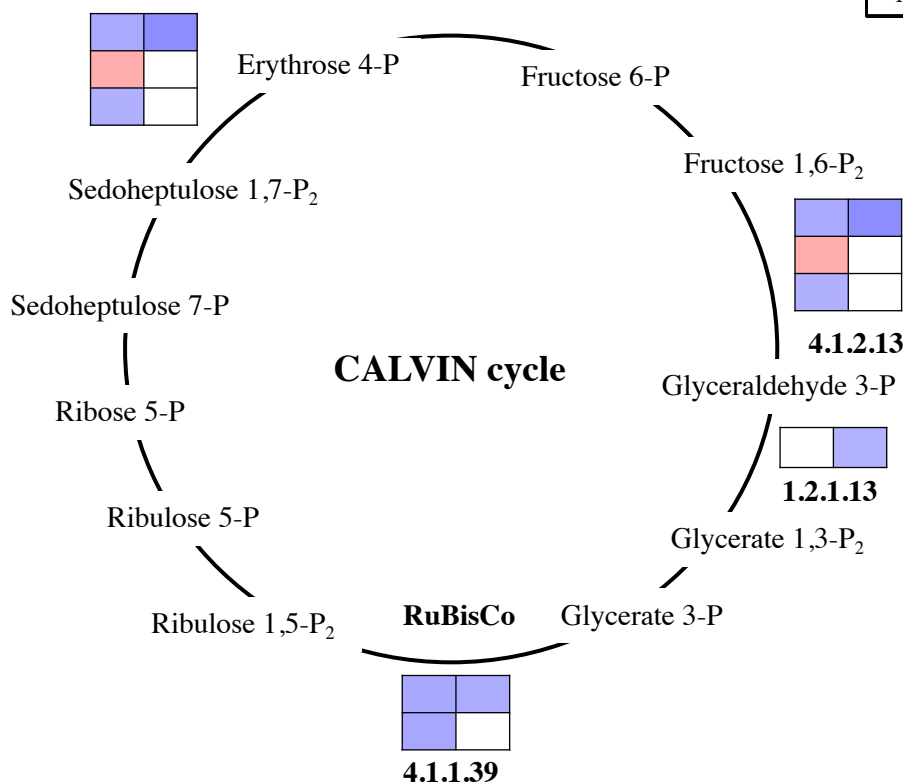 Erythrose 4-P
Fructose 6-P
Fructose 1,6-P₂
Sedoheptulose 1,7-P₂
Sedoheptulose 7-P
4.1.2.13
CALVIN cycle
Glyceraldehyde 3-P
Ribose 5-P
1.2.1.13
Ribulose 5-P
Glycerate 1,3-P₂
Ribulose 1,5-P₂
RuBisCo
Glycerate 3-P
4.1.1.39